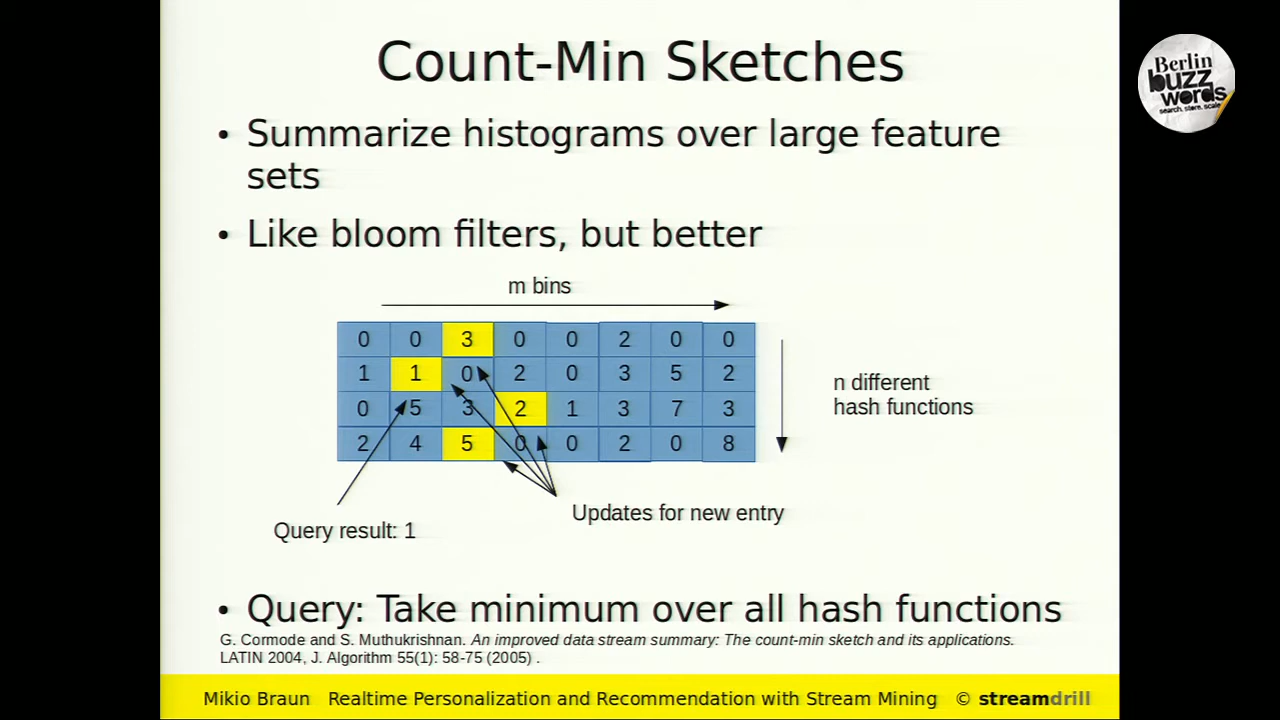 Count-Min Sketches
Berlin
buzz
words
search. store. scale.
• Summarize histograms over large feature
sets
• Like bloom filters, but better
m bins
0 0 3 0 0 2 0 0
1 1 0 2 0 3 5 2
0 5 3 2 1 3 7 3
2 4 5 0 0 2 0 8
n different
hash functions
Updates for new entry
Query result: 1
• Query: Take minimum over all hash functions
G. Cormode and S. Muthukrishnan. An improved data stream summary: The count-min sketch and its applications.
LATIN 2004, J. Algorithm 55(1): 58-75 (2005) .
Mikio Braun Realtime Personalization and Recommendation with Stream Mining © streamdrill